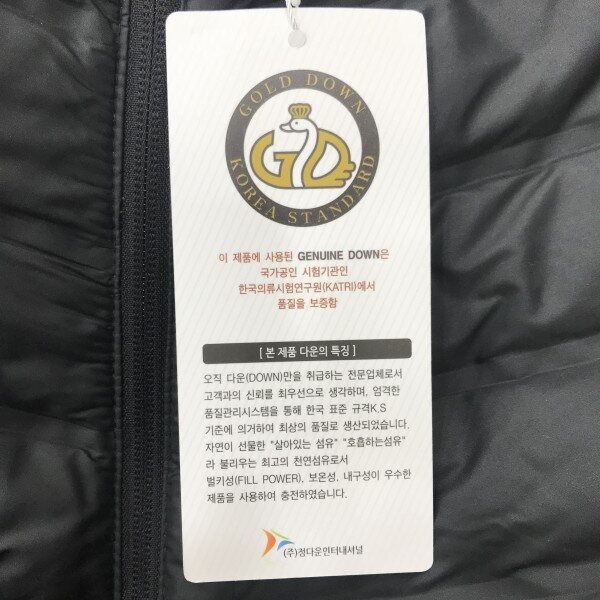 GOLD DOWN
GD
KOREA STANDARD
이 제품에 사용된 GENUINE DOWN은
국가공인 시험기관인
한국의류시험연구원(KATRI)에서
품질을 보증함
[ 본 제품 다운의 특징 ]
오직 다운(DOWN)만을 취급하는 전문업체로서
고객과의 신뢰를 최우선으로 생각하며, 엄격한
품질관리시스템을 통해 한국 표준 규격K.S
기준에 의거하여 최상의 품질로 생산되었습니다.
자연이 선물한 "살아있는 섬유" "호흡하는섬유"
라 불리우는 최고의 천연섬유로서
벌키성(FILL POWER), 보온성, 내구성이 우수한
제품을 사용하여 충전하였습니다.
(주)정다운인터내셔널